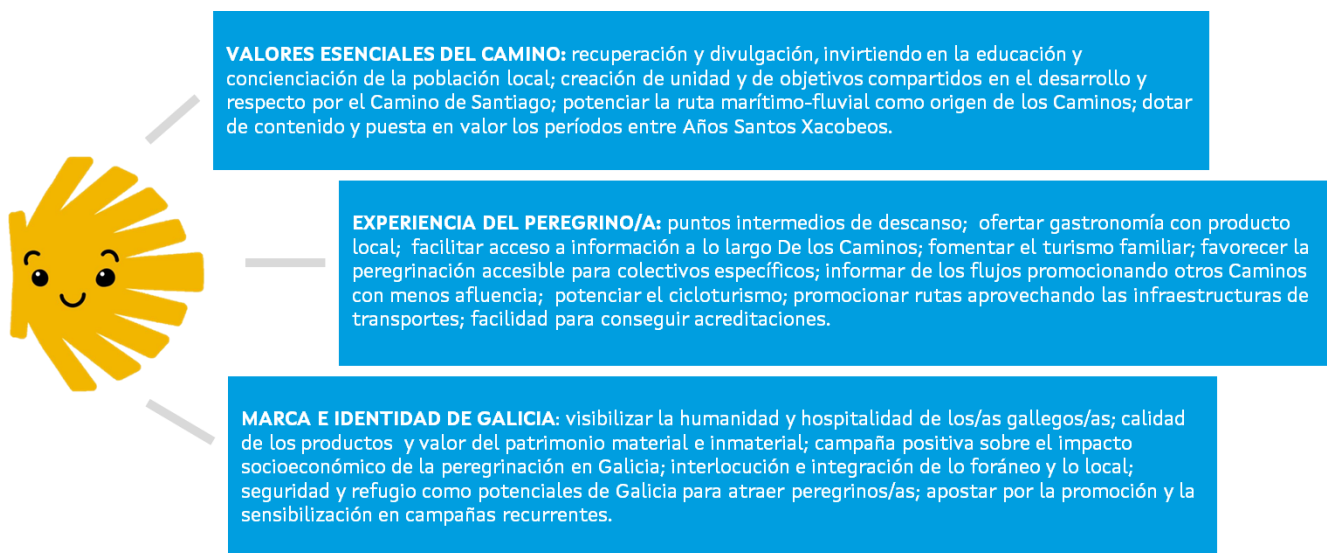 VALORES ESENCIALES DEL CAMINO: recuperación y divulgación, invirtiendo en la educación y
concienciación de la población local; creación de unidad y de objetivos compartidos en el desarrollo y
respecto por el Camino de Santiago; potenciar la ruta marítimo-fluvial como origen de los Caminos; dotar
de contenido y puesta en valor los períodos entre Años Santos Xacobeos.
EXPERIENCIA DEL PEREGRINO/A: puntos intermedios de descanso; ofertar gastronomía con producto
local; facilitar acceso a información a lo largo De los Caminos; fomentar el turismo familiar; favorecer la
peregrinación accesible para colectivos específicos; informar de los flujos promocionando otros Caminos
con menos afluencia; potenciar el cicloturismo; promocionar rutas aprovechando las infraestructuras de
transportes; facilidad para conseguir acreditaciones.
MARCA E IDENTIDAD DE GALICIA: visibilizar la humanidad y hospitalidad de los/as gallegos/as; calidad
de los productos y valor del patrimonio material e inmaterial; campaña positiva sobre el impacto
socioeconómico de la peregrinación en Galicia; interlocución e integración de lo foráneo y lo local;
seguridad y refugio como potenciales de Galicia para atraer peregrinos/as; apostar por la promoción y la
sensibilización en campañas recurrentes.